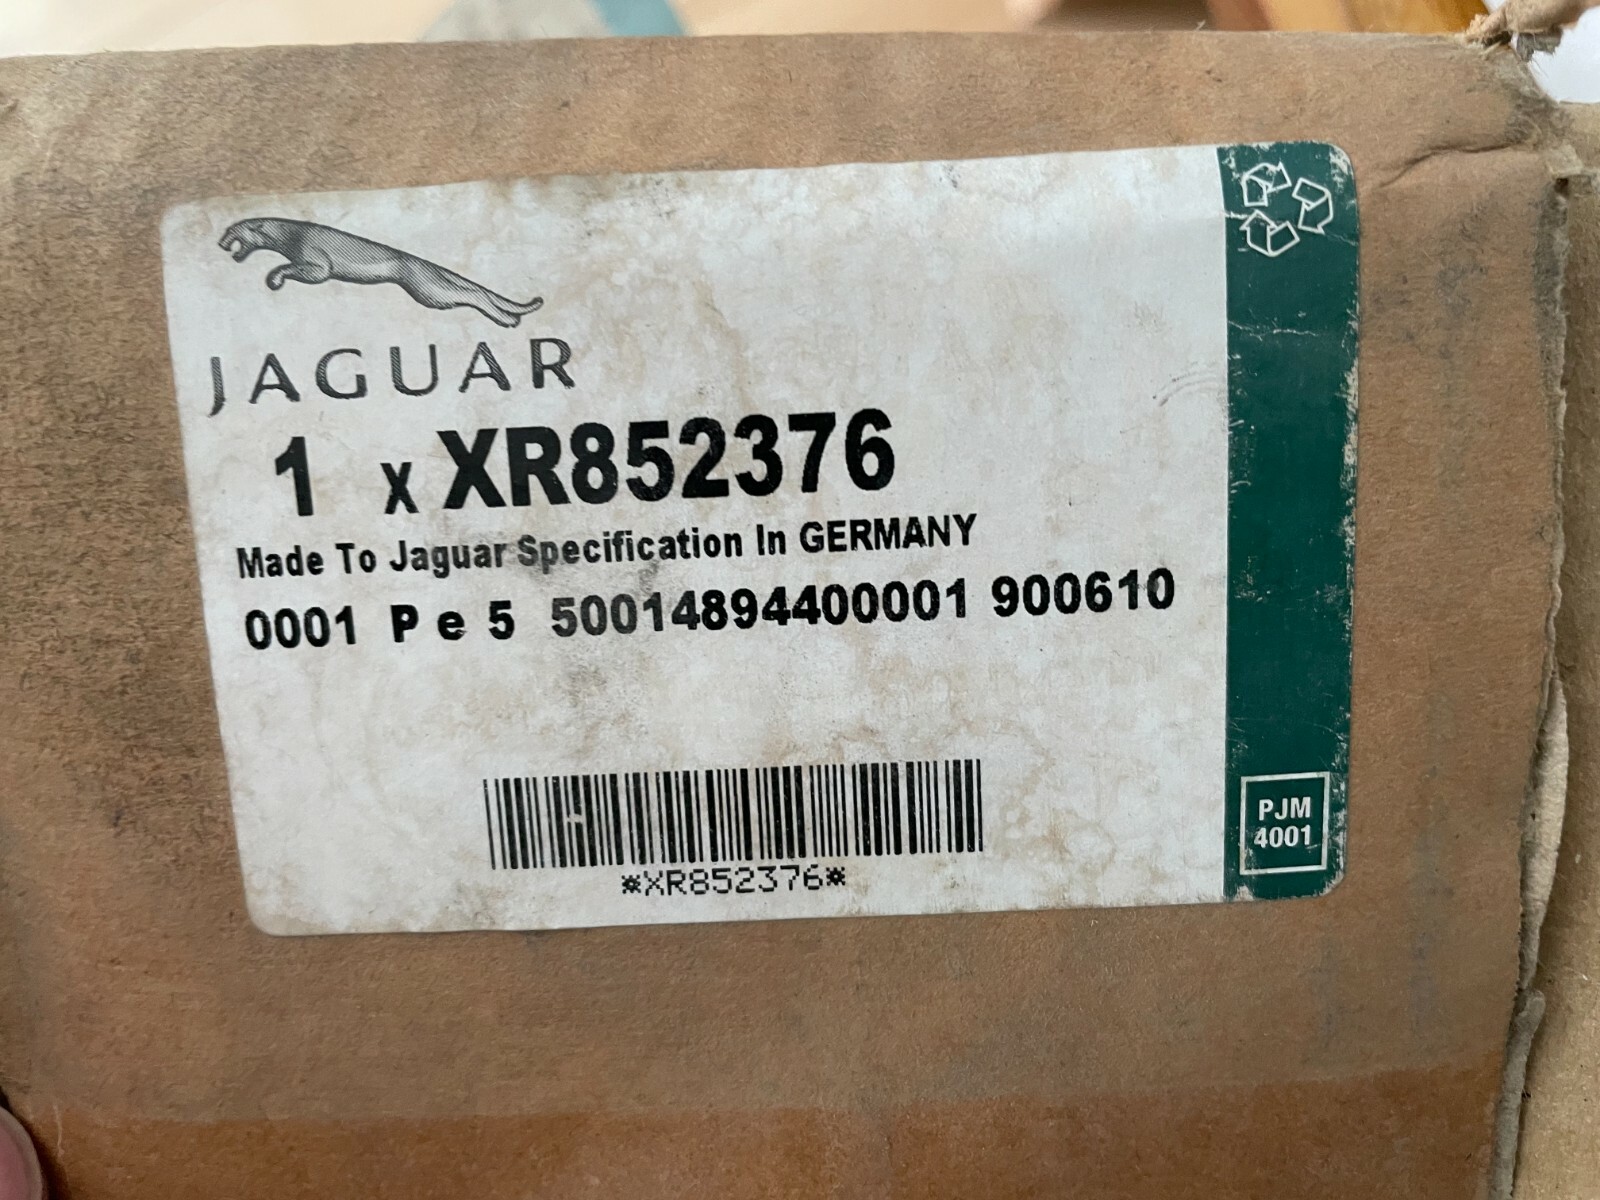 JAGUAR
1 x XR852376
Made To Jaguar Specification In GERMANY
0001 P e 5 50014894400001 900610
*XR852376*
PJM
4001